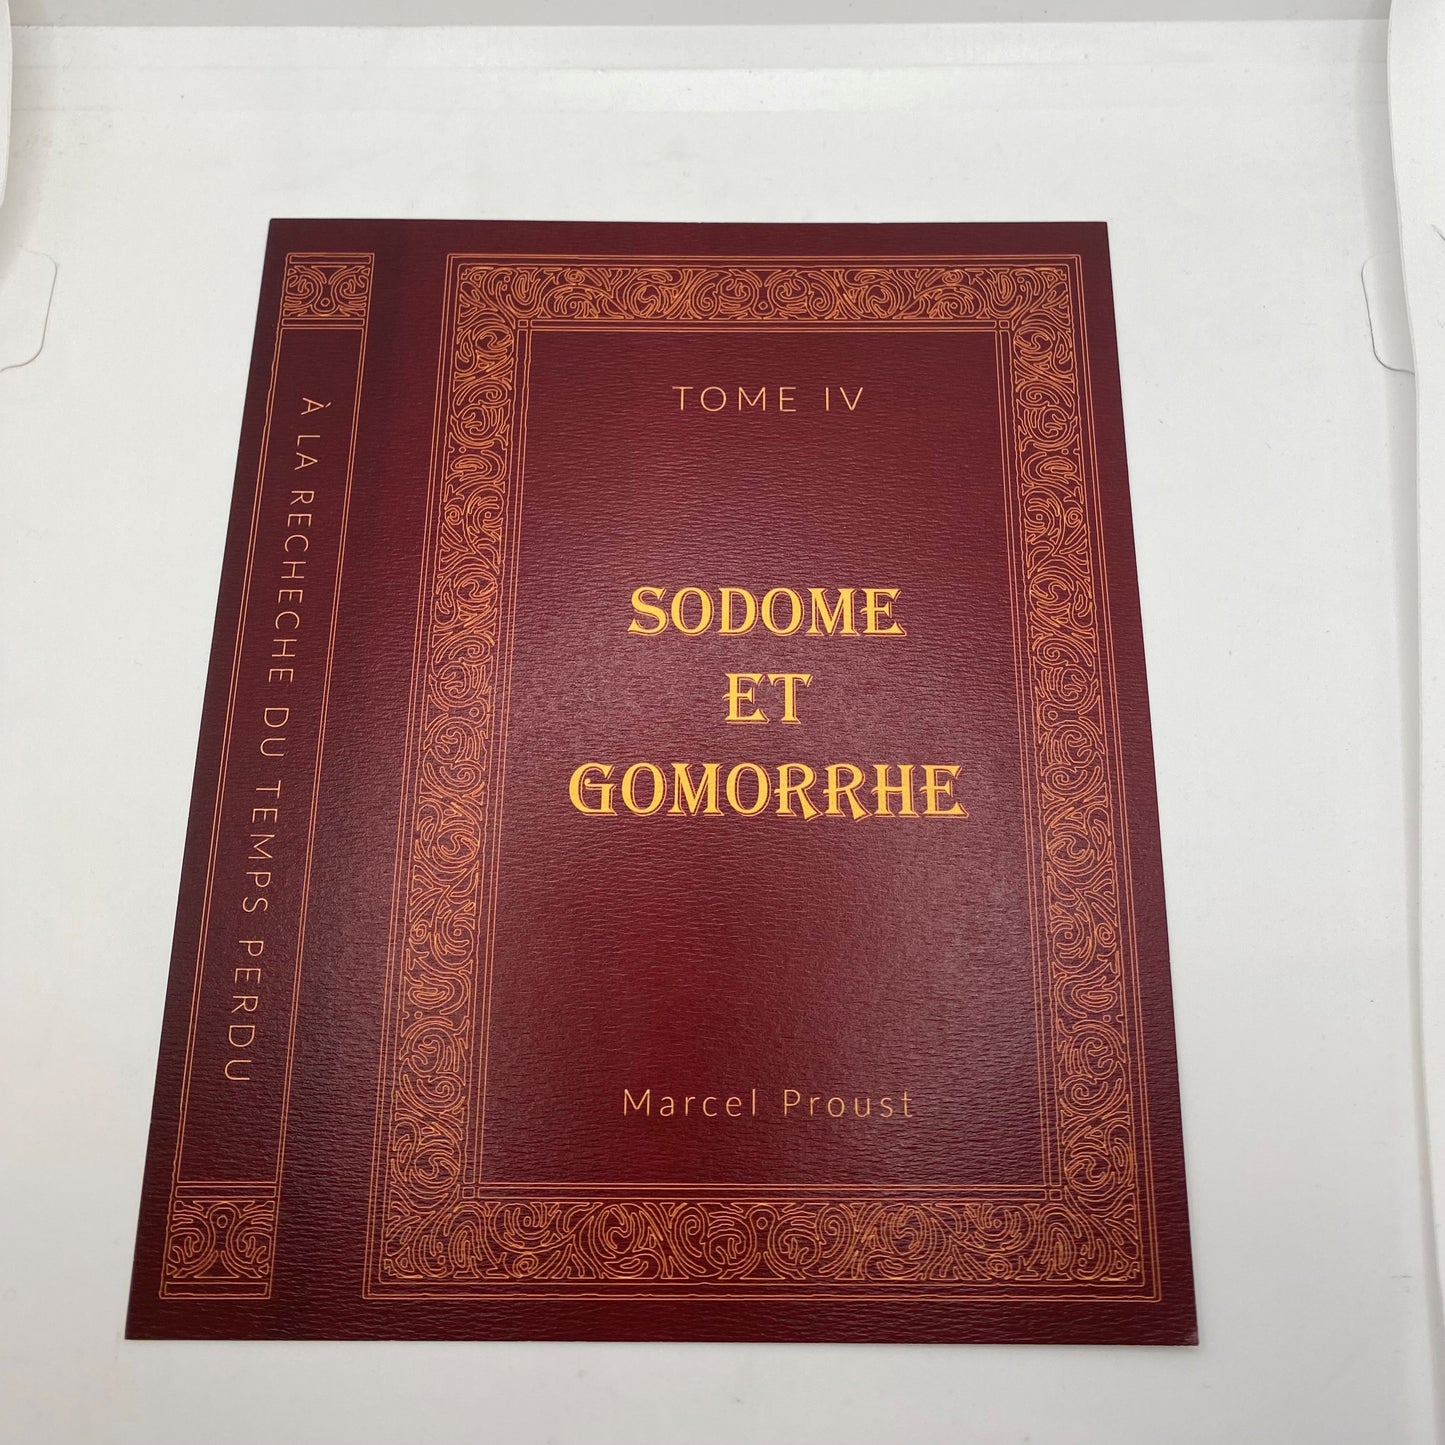 À LA RECHECHE DU TEMPS PERDU
TOME IV
SODOME
ET
GOMORRHE
Marcel Proust